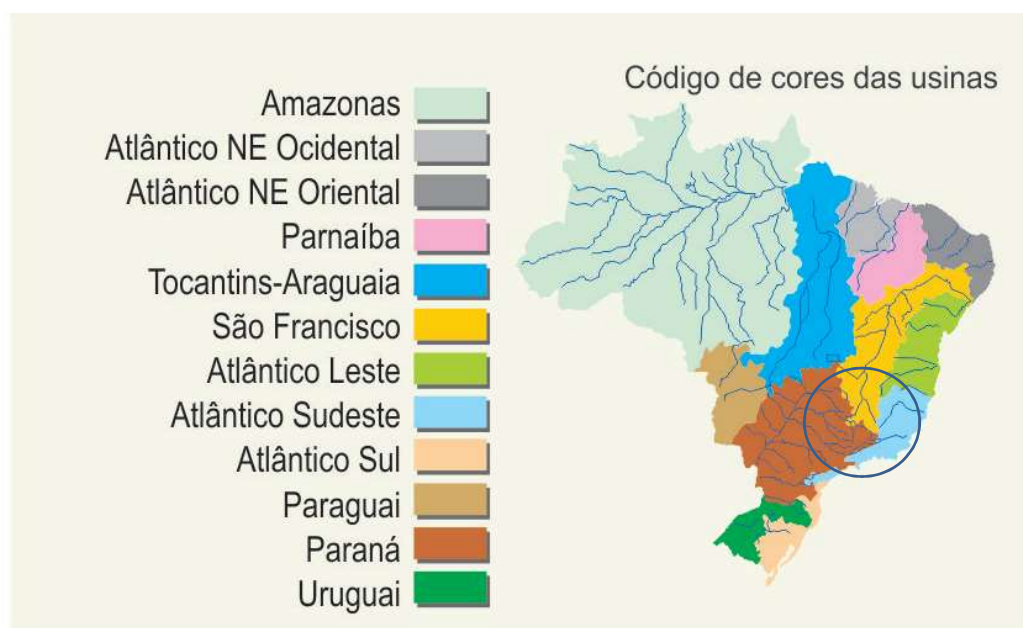 Código de cores das usinas
Amazonas
Atlântico NE Ocidental
Atlântico NE Oriental
Parnaíba
Tocantins-Araguaia
São Francisco
Atlântico Leste
Atlântico Sudeste
Atlântico Sul
Paraguai
Paraná
Uruguai